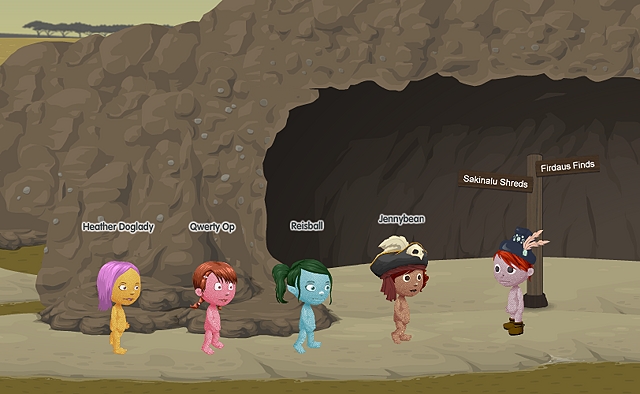 Firdaus Finds
Sakinalu Shreds
Heather Doglady
Qwerty Op
Reisball
Jennybean